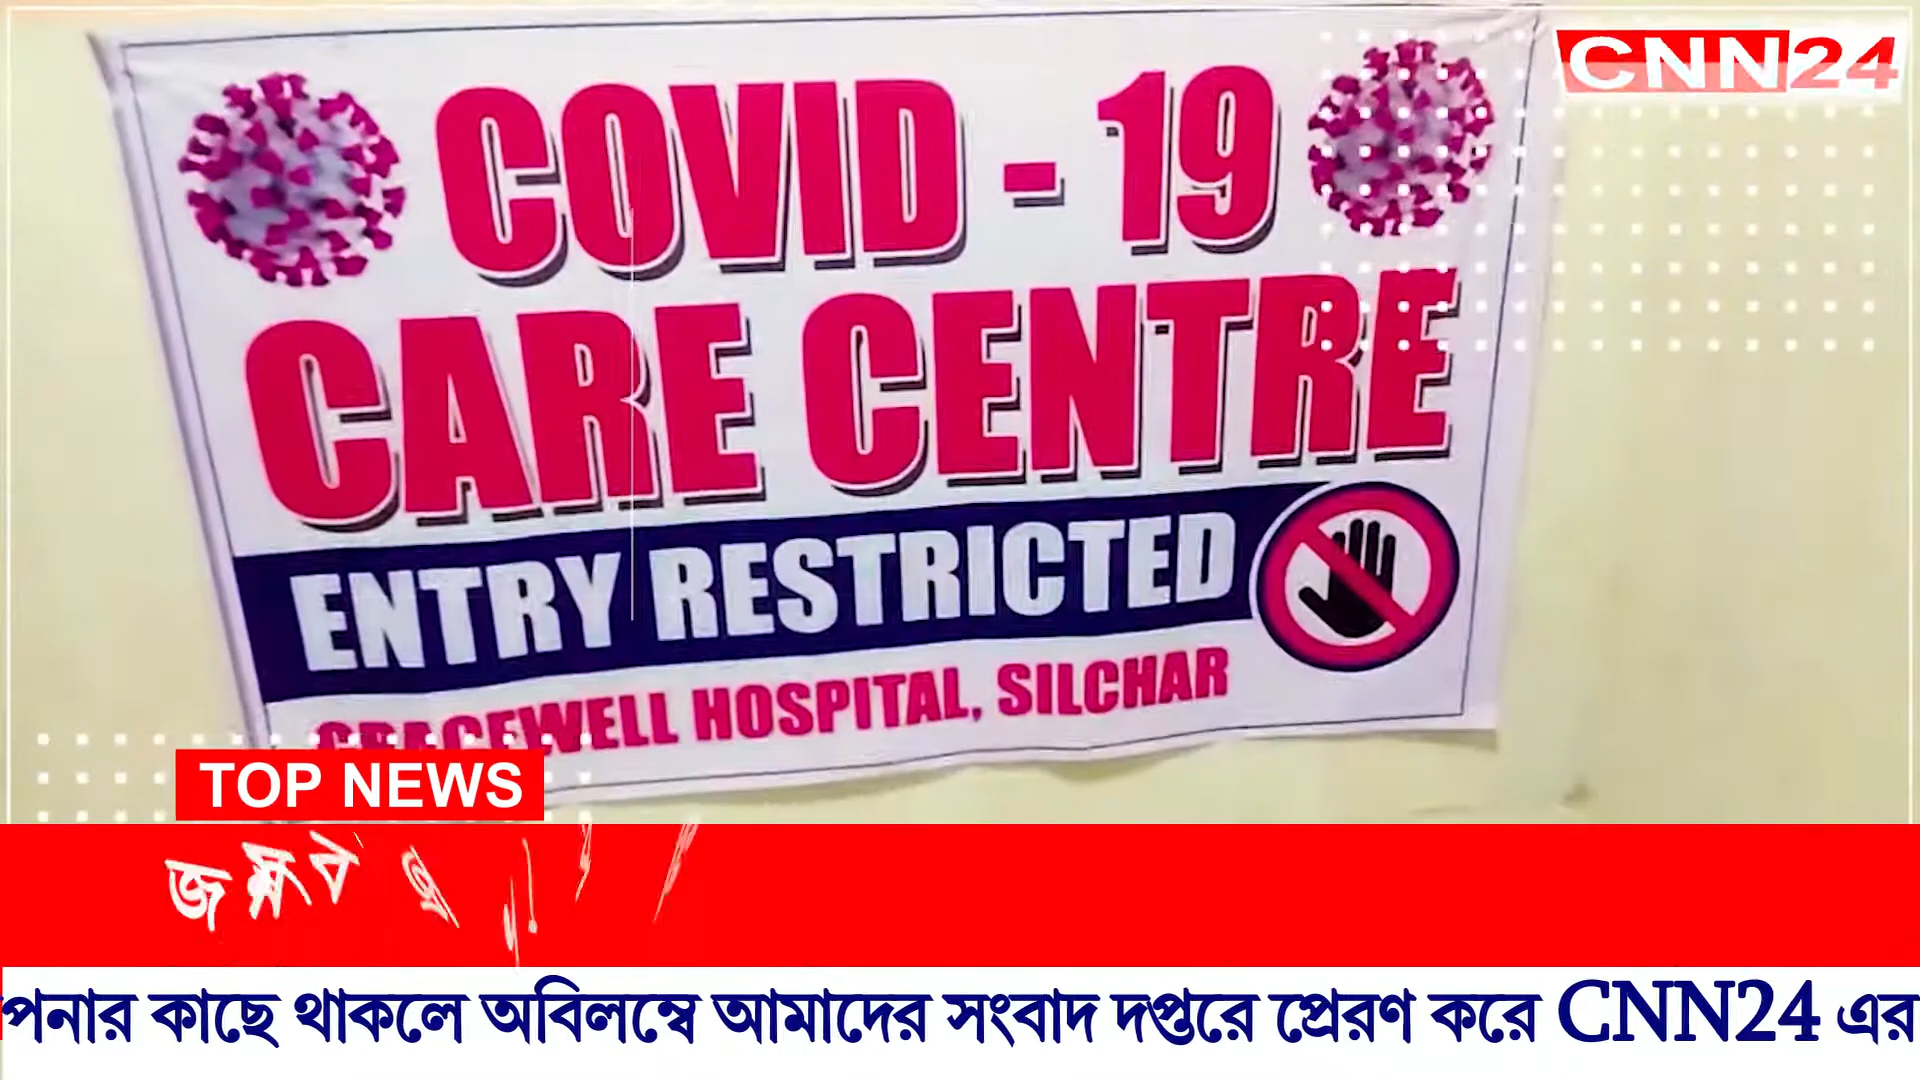 CNN24
COVID - 19
CARE CENTRE
ENTRY RESTRICTED
GRACEWELL HOSPITAL, SILCHAR
TOP NEWS
পনার কাছে থাকলে অবিলম্বে আমাদের সংবাদ দপ্তরে প্রেরণ করে CNN24 এর